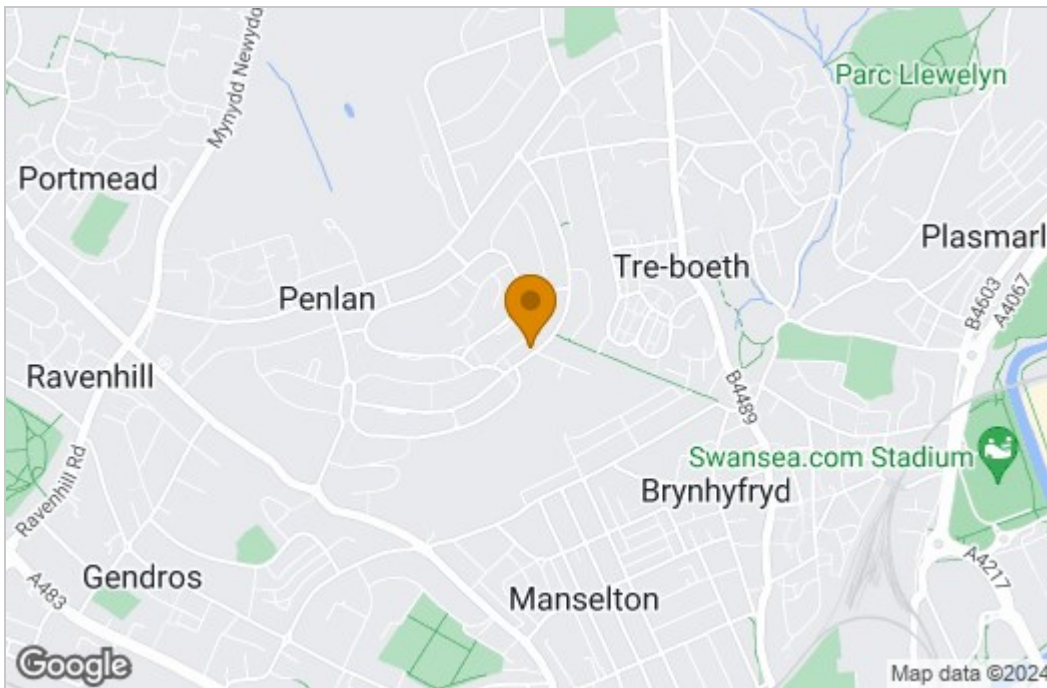 Mynydd Newydd
Parc Llewelyn
Portmead
Plasmarl
Tre-boeth
Penlan
B4603
A4067
Ravenhill
B4489
Swansea.com Stadium
Brynhyfryd
Ravenhill Rd
Gendros
A483
Manselton
A4217
Google
Map data ©2024